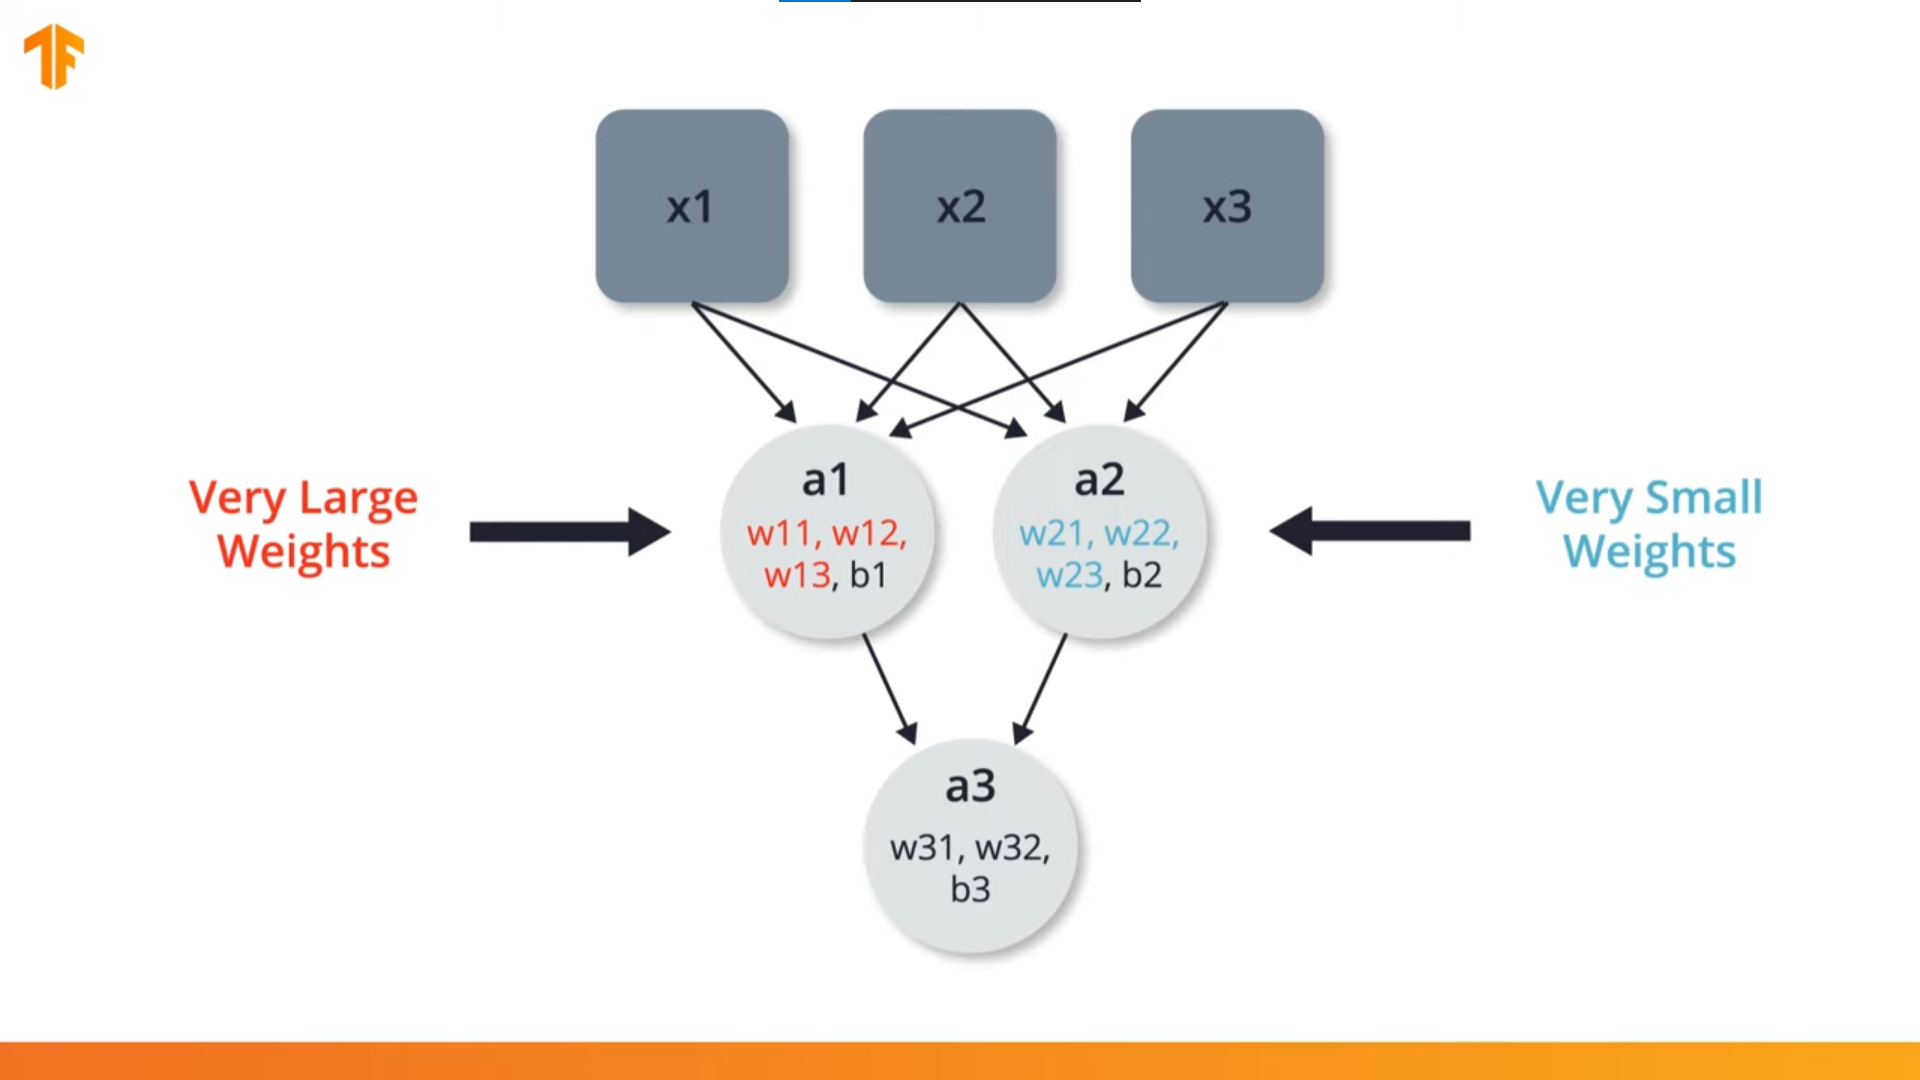 x1
x2
x3
Very Large
Weights
a1
w11, w12,
w13, b1
a2
w21, w22,
w23, b2
Very Small
Weights
a3
w31, w32,
b3